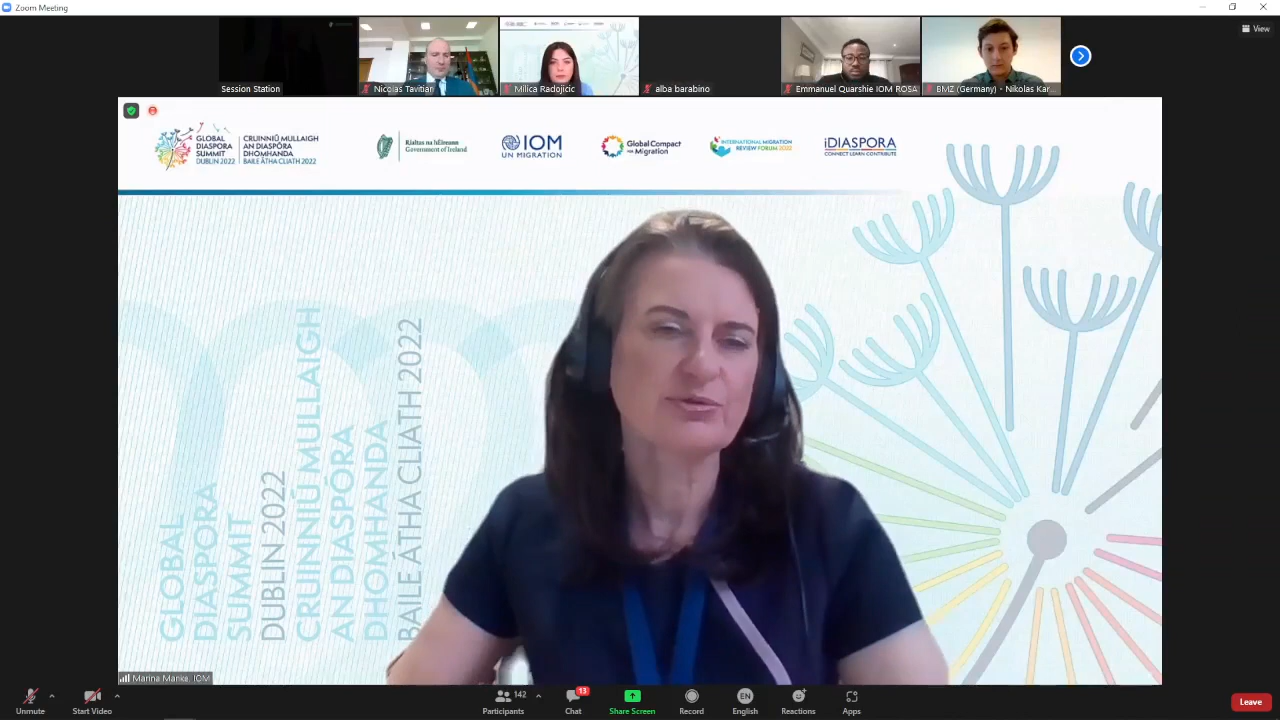 Zoom Meeting
View
Session Station
Nicolas Tavitian
Milica Radojicic
alba barabino
Emmanuel Quarshie IOM ROSA
BMZ (Germany) - Nikolas Kar...
GLOBAL
DIASPORA
SUMMIT
DUBLIN 2022
CRUINNIÚ MULLAIGH
AN DIASPÓRA
DHOMHANDA
BAILE ÁTHA CLIATH 2022
Rialtas na hÉireann
Government of Ireland
IOM
UN MIGRATION
Global Compact
FOR Migration
INTERNATIONAL MIGRATION
REVIEW FORUM 2022
iDIASPORA
CONNECT LEARN CONTRIBUTE
GLOBAL
DIASPORA
SUMMIT
DUBLIN 2022
CRUINNIÚ MULLAIGH
AN DIASPÓRA
DHOMHANDA
BAILE ÁTHA CLIATH 2022
Marina Manke, IOM
Unmute
Start Video
142
Participants
13
Chat
Share Screen
Record
EN
English
Reactions
Apps
Leave